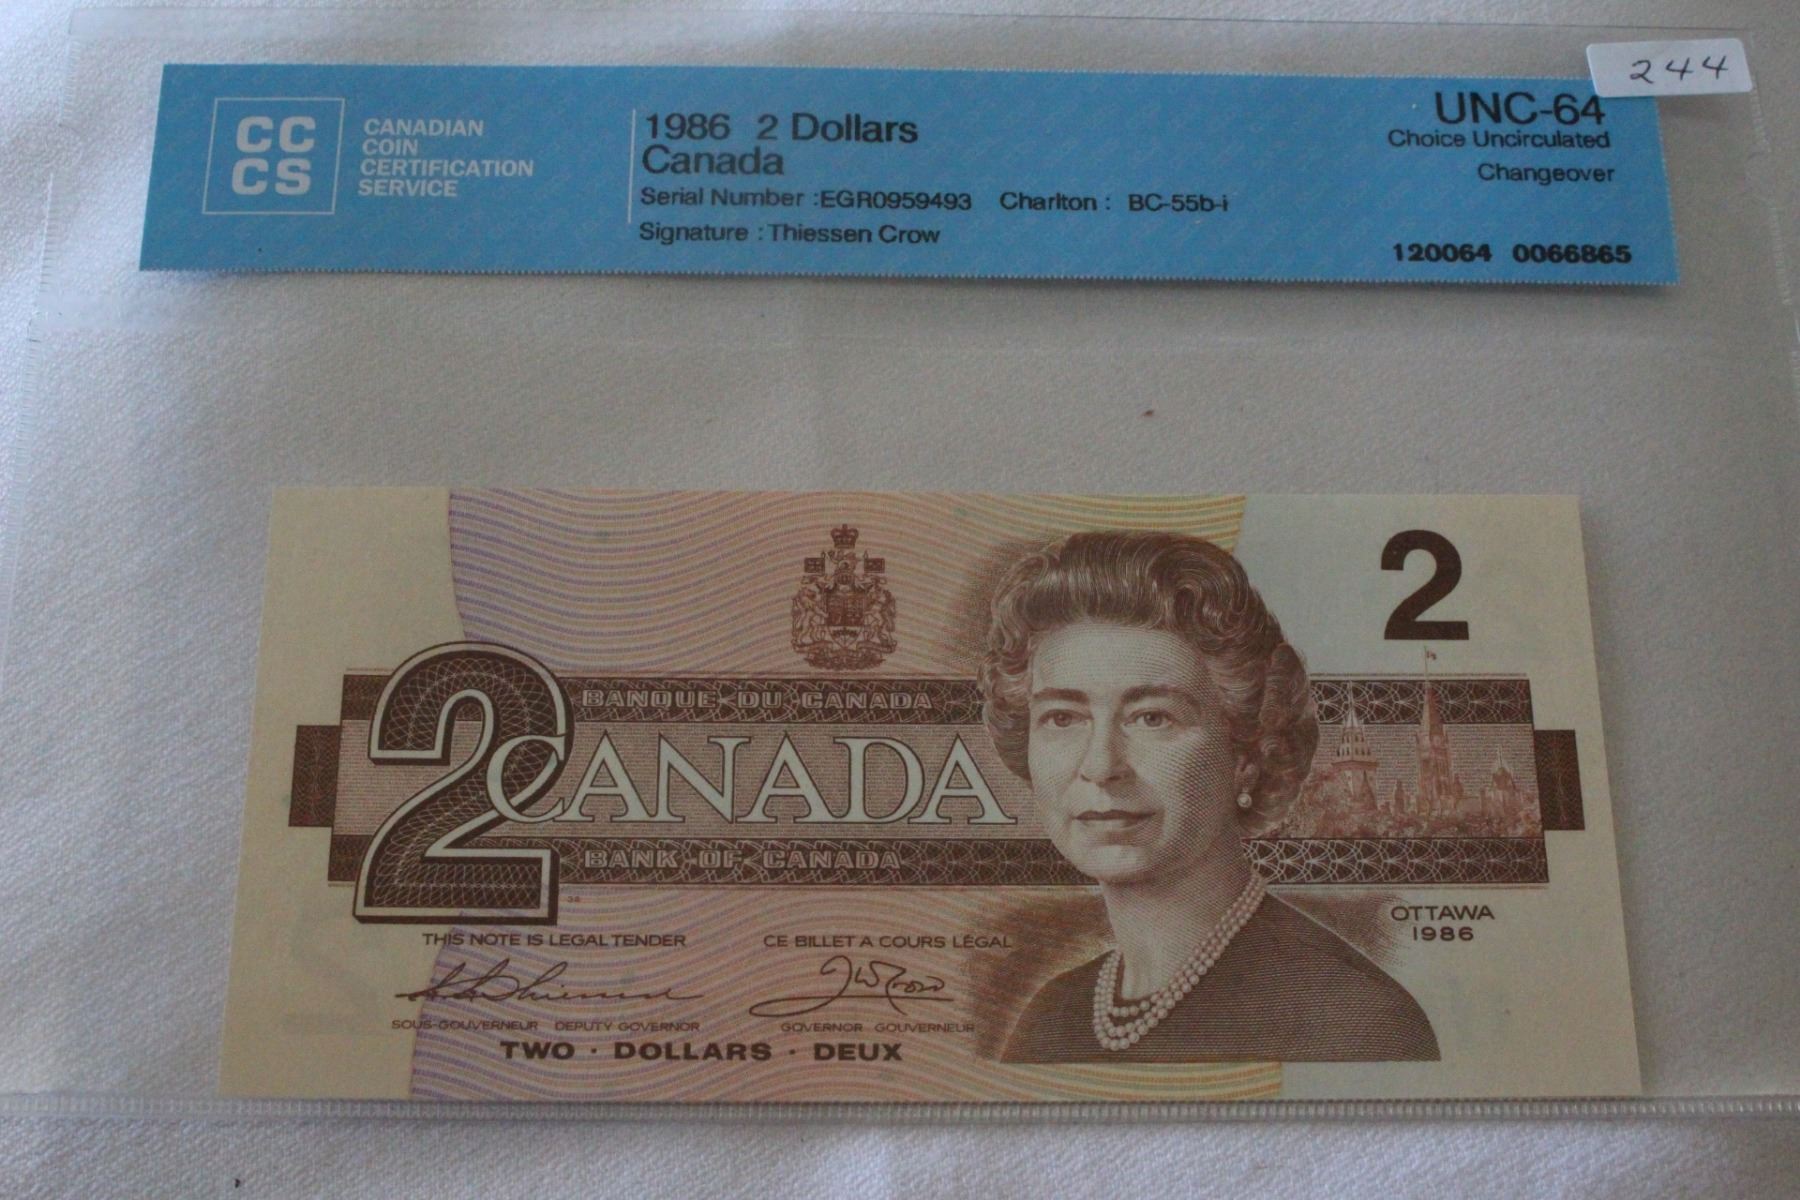 244
CC
CS
CANADIAN
COIN
CERTIFICATION
SERVICE
1986 2 Dollars
Canada
Serial Number :EGR0959493 Charlton : BC-55b-i
Signature : Thiessen Crow
UNC-64
Choice Uncirculated
Changeover
120064 0066865
2
BANQUE DU CANADA
2 CANADA
BANK OF CANADA
38
OTTAWA
1986
THIS NOTE IS LEGAL TENDER CE BILLET A COURS LÉGAL
SOUS-GOUVERNEUR DEPUTY GOVERNOR GOVERNOR GOUVERNEUR
TWO · DOLLARS · DEUX